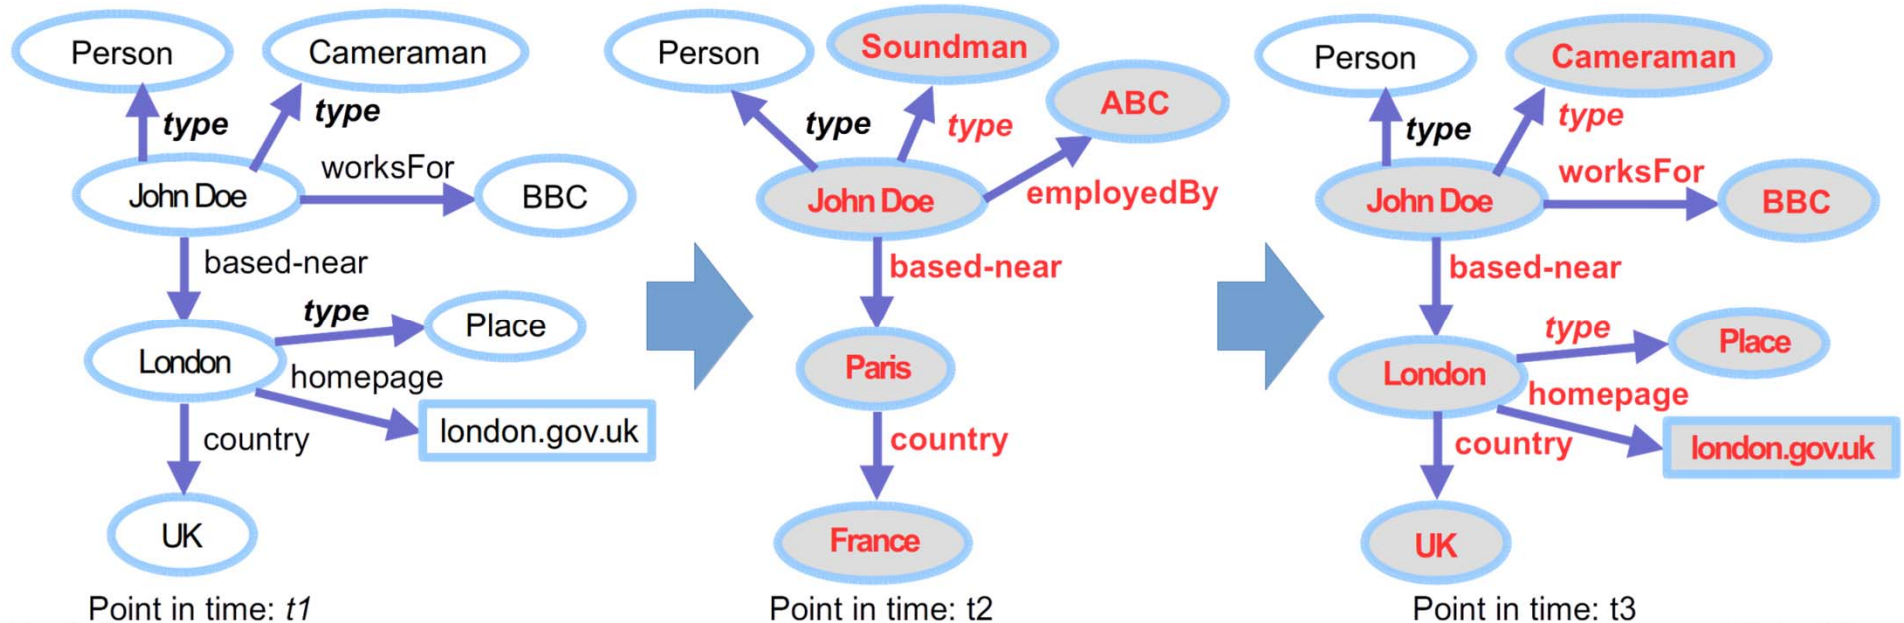 Person
Cameraman
type
type
worksFor
John Doe
BBC
based-near
type
Place
London
homepage
london.gov.uk
country
UK
Point in time: t1
Person
Soundman
ABC
type
type
John Doe
employedBy
based-near
Paris
country
France
Point in time: t2
Person
Cameraman
type
type
worksFor
John Doe
BBC
based-near
type
Place
London
homepage
country
london.gov.uk
UK
Point in time: t3